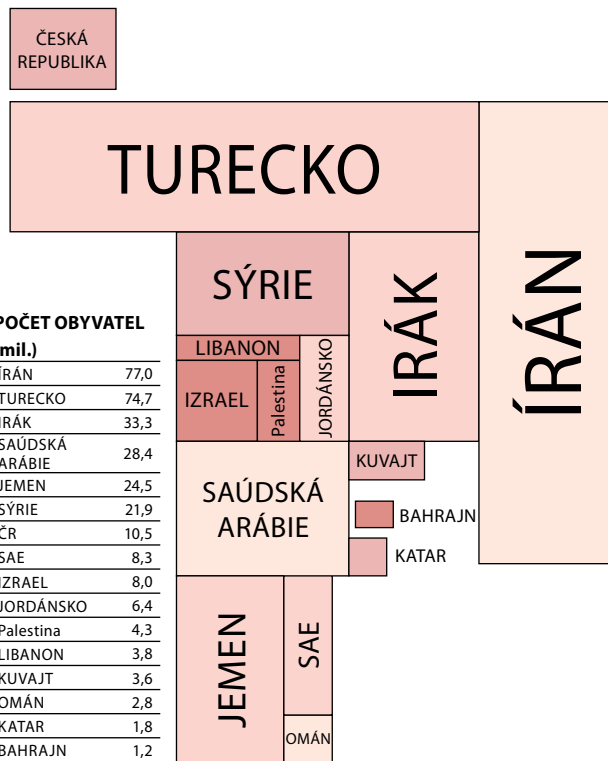 ČESKÁ
REPUBLIKA
TURECKO
ÍRÁN
SÝRIE
IRÁK
LIBANON
JORDÁNSKO
IZRAEL
Palestina
KUVAJT
SAÚDSKÁ
ARÁBIE
BAHRAJN
KATAR
JEMEN
SAE
OMÁN
POČET OBYVATEL
(mil.)
ÍRÁN 77,0
TURECKO 74,7
IRÁK 33,3
SAÚDSKÁ
ARÁBIE 28,4
JEMEN 24,5
SÝRIE 21,9
ČR 10,5
SAE 8,3
IZRAEL 8,0
JORDÁNSKO 6,4
Palestina 4,3
LIBANON 3,8
KUVAJT 3,6
OMÁN 2,8
KATAR 1,8
BAHRAJN 1,2